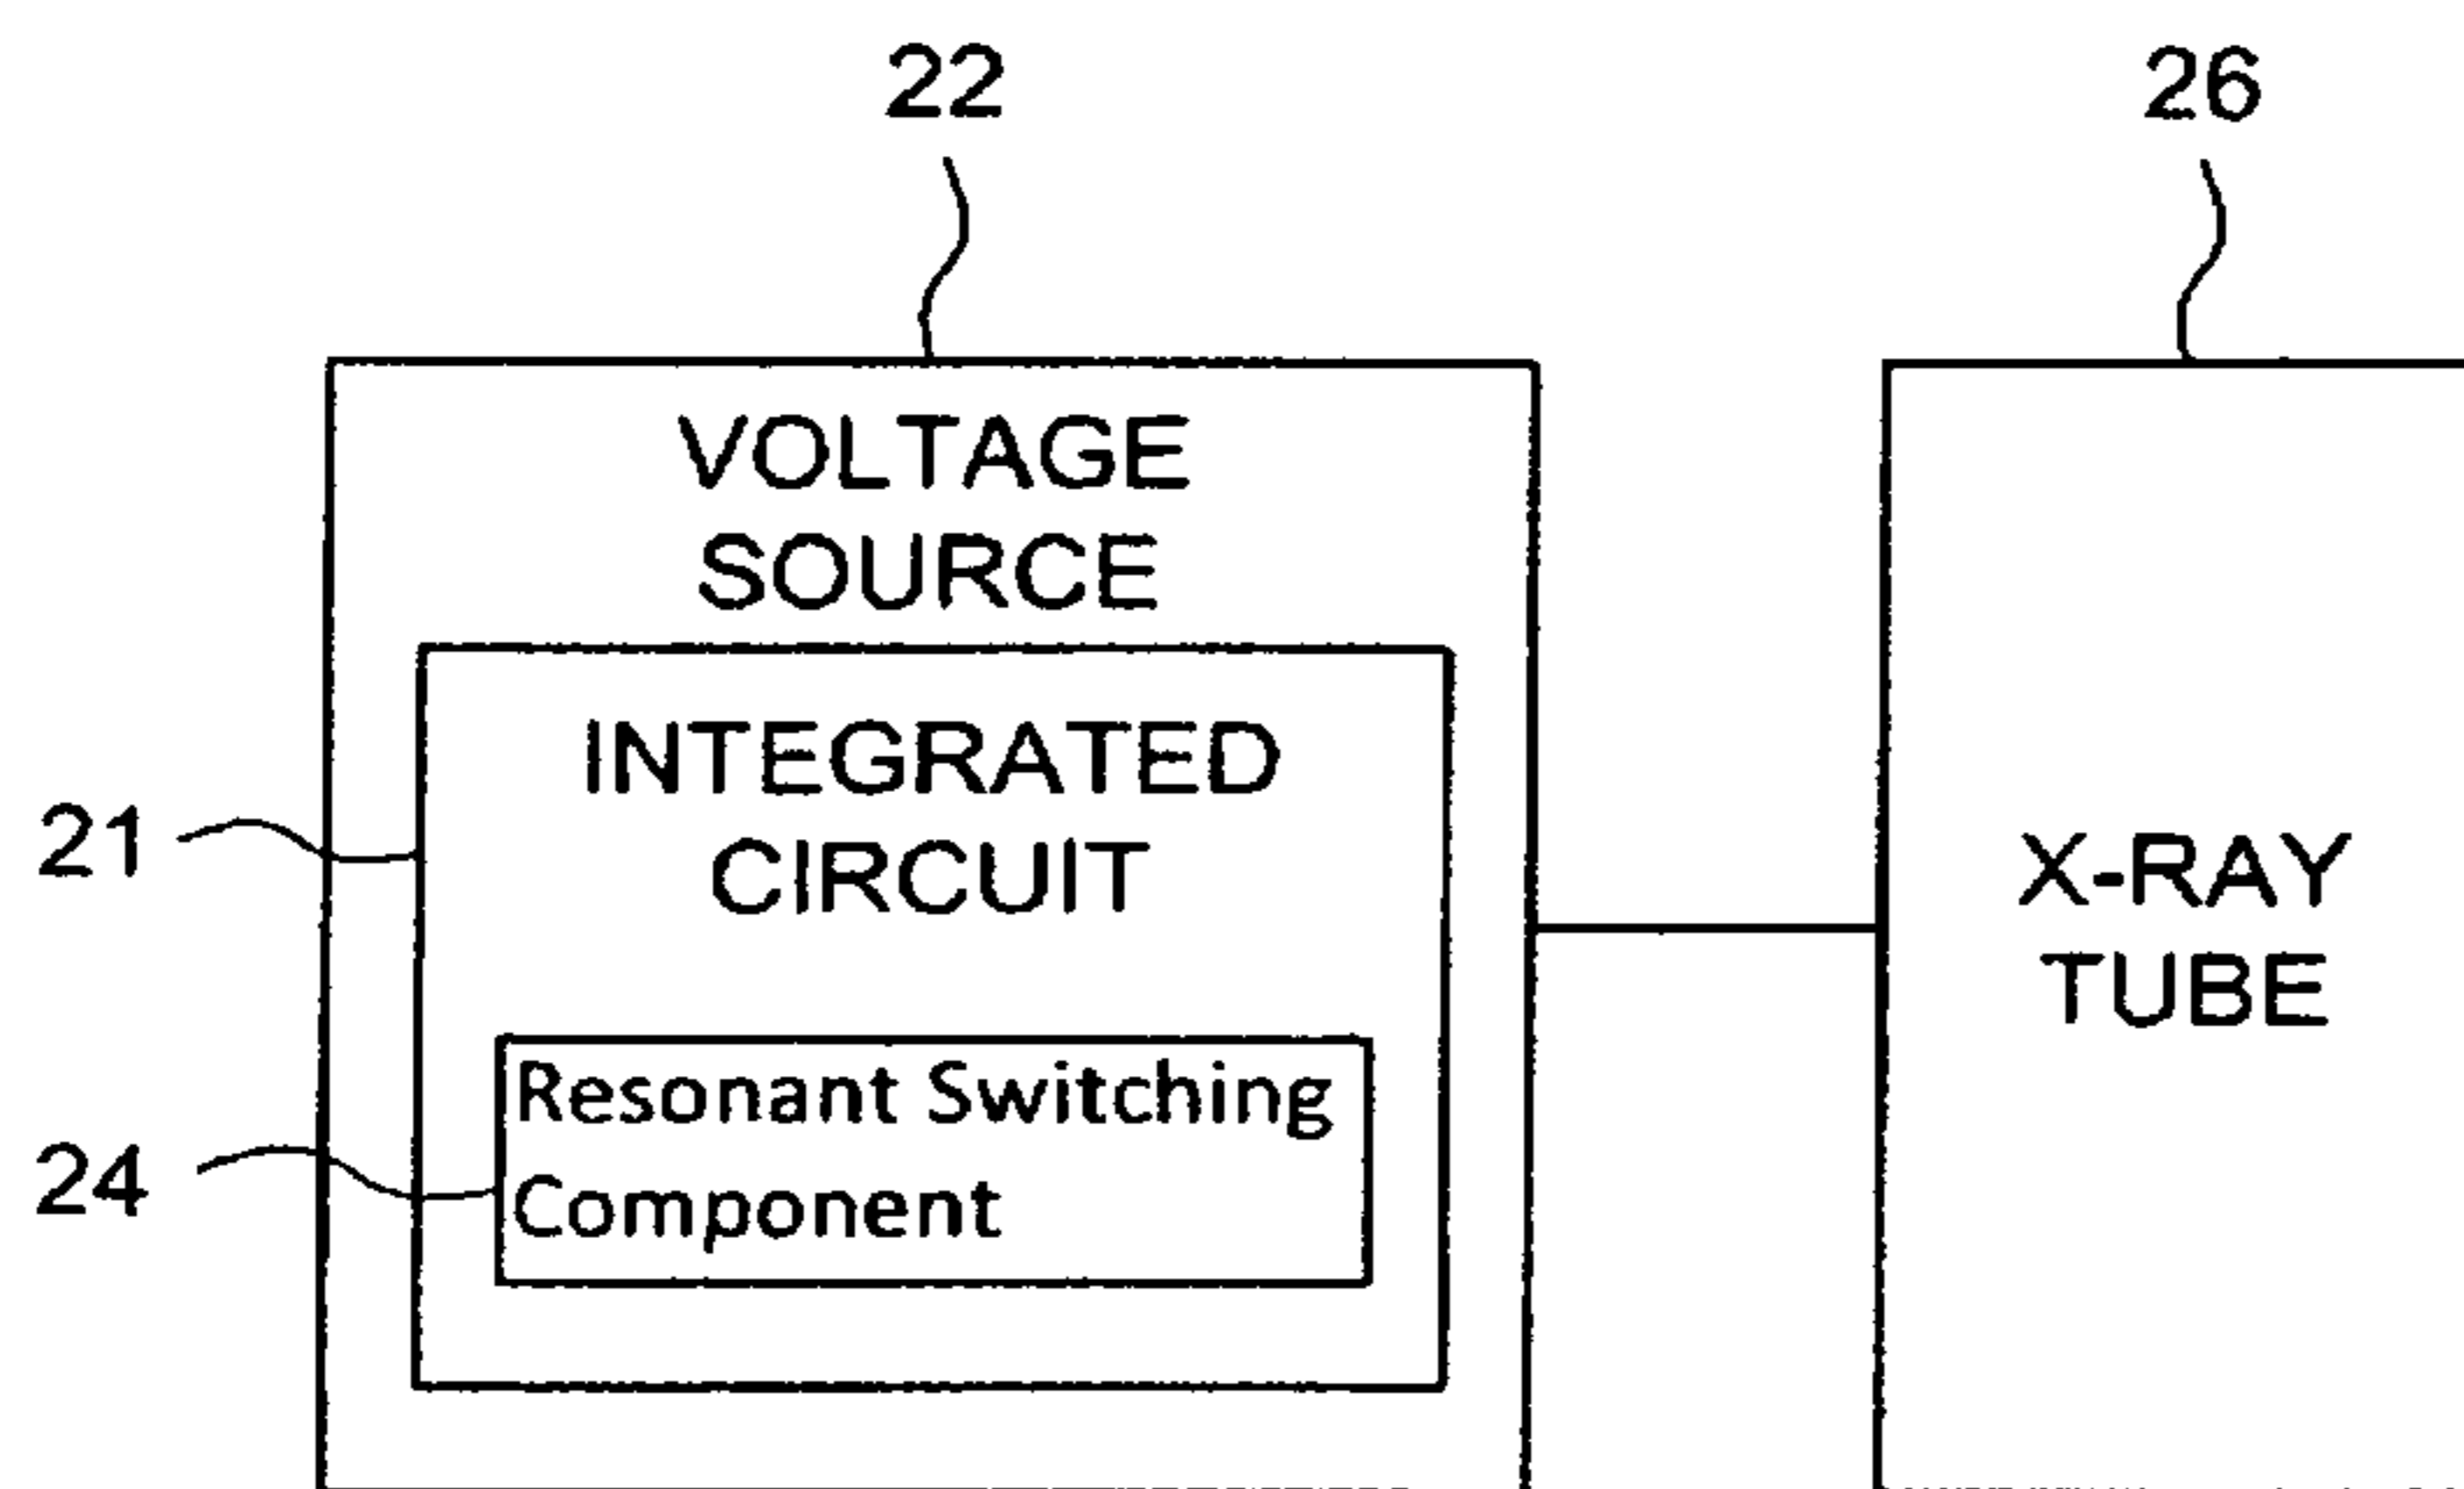 22
26
VOLTAGE
SOURCE
INTEGRATED
CIRCUIT
21
X-RAY
TUBE
Resonant Switching
Component
24